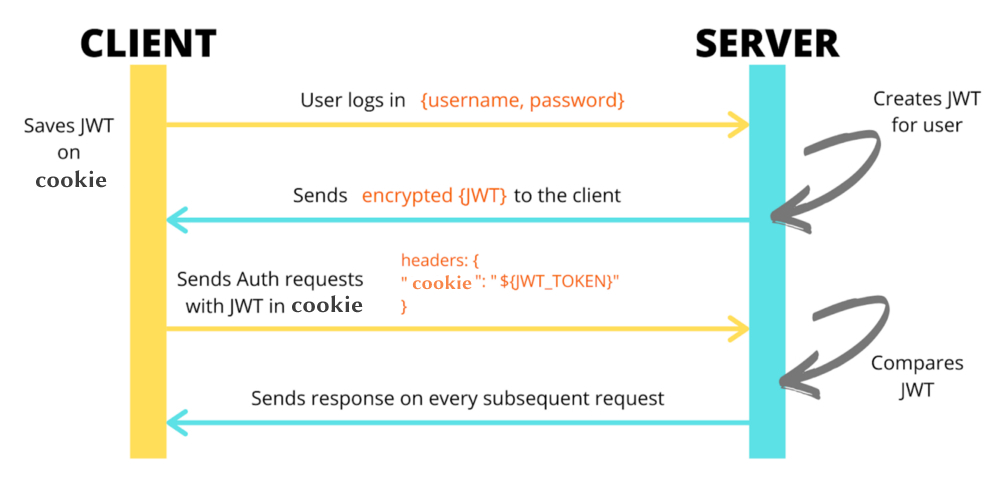 CLIENT
SERVER
User logs in {username, password}
Creates JWT
for user
Saves JWT
on
cookie
Sends encrypted {JWT} to the client
headers: {
" cookie ": " ${JWT_TOKEN}"
}
Sends Auth requests
with JWT in cookie
Compares
JWT
Sends response on every subsequent request